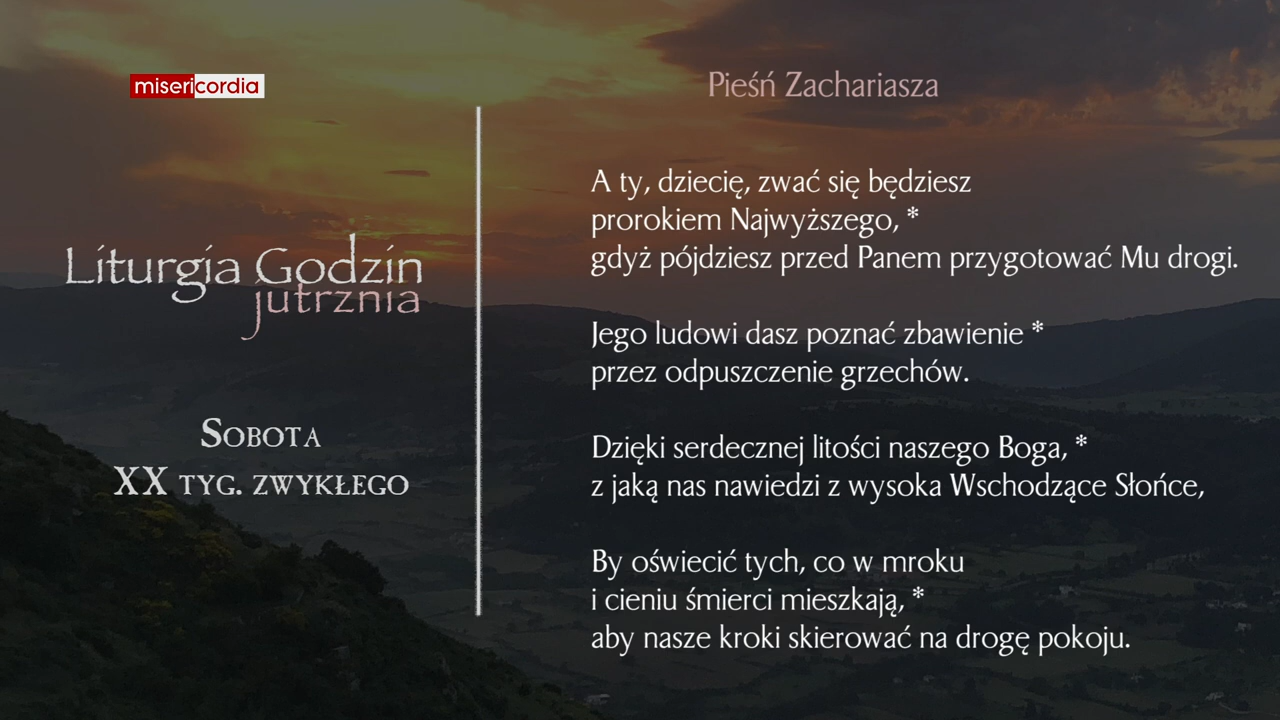 misericordia
Liturgia Godzin
jutrznia
Sobota
XX tyg. zwykłego
Pieśń Zachariasza
A ty, dziecię, zwać się będziesz
prorokiem Najwyższego, *
gdyż pójdziesz przed Panem przygotować Mu drogi.
Jego ludowi dasz poznać zbawienie *
przez odpuszczenie grzechów.
Dzięki serdecznej litości naszego Boga, *
z jaką nas nawiedzi z wysoka Wschodzące Słońce,
By oświecić tych, co w mroku
i cieniu śmierci mieszkają, *
aby nasze kroki skierować na drogę pokoju.